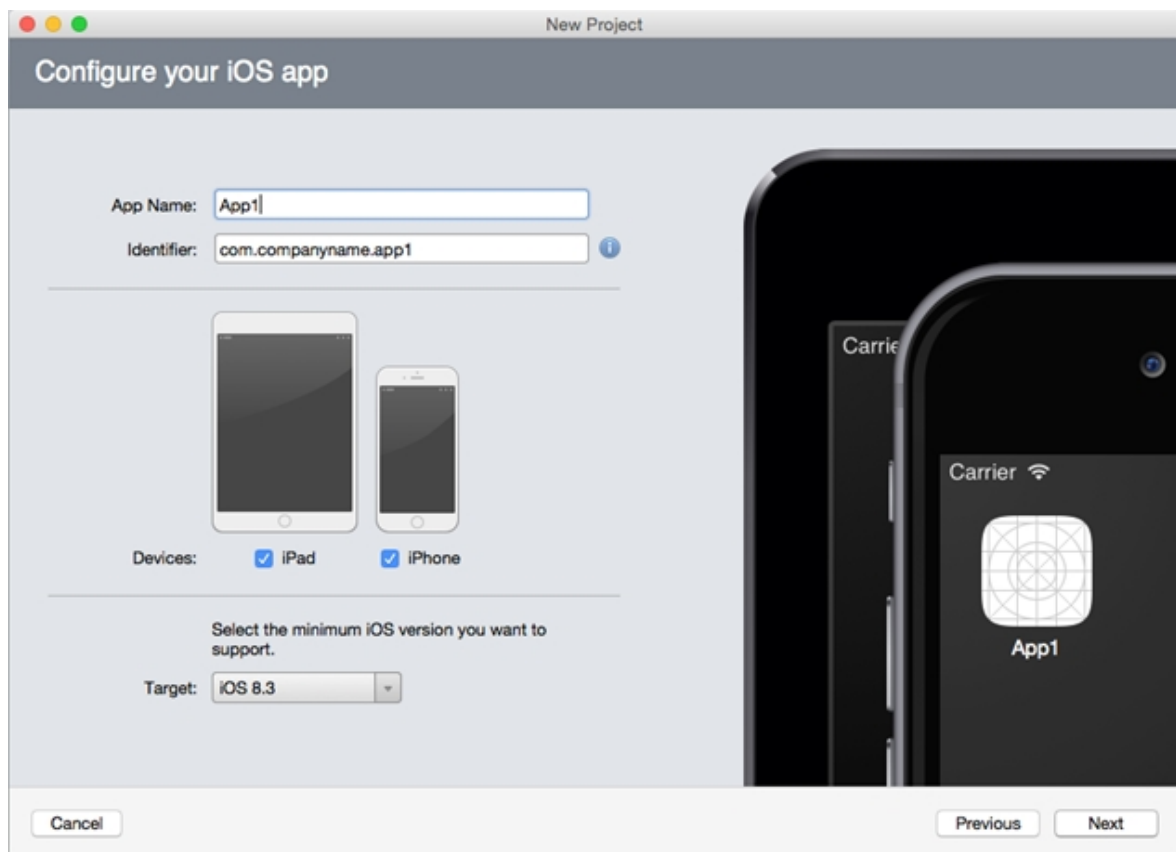 New Project
Configure your iOS app
App Name: App1
Identifier: com.companyname.app1
Devices: iPad iPhone
Select the minimum iOS version you want to
support.
Target: iOS 8.3
Carrier
App1
Cancel
Previous
Next